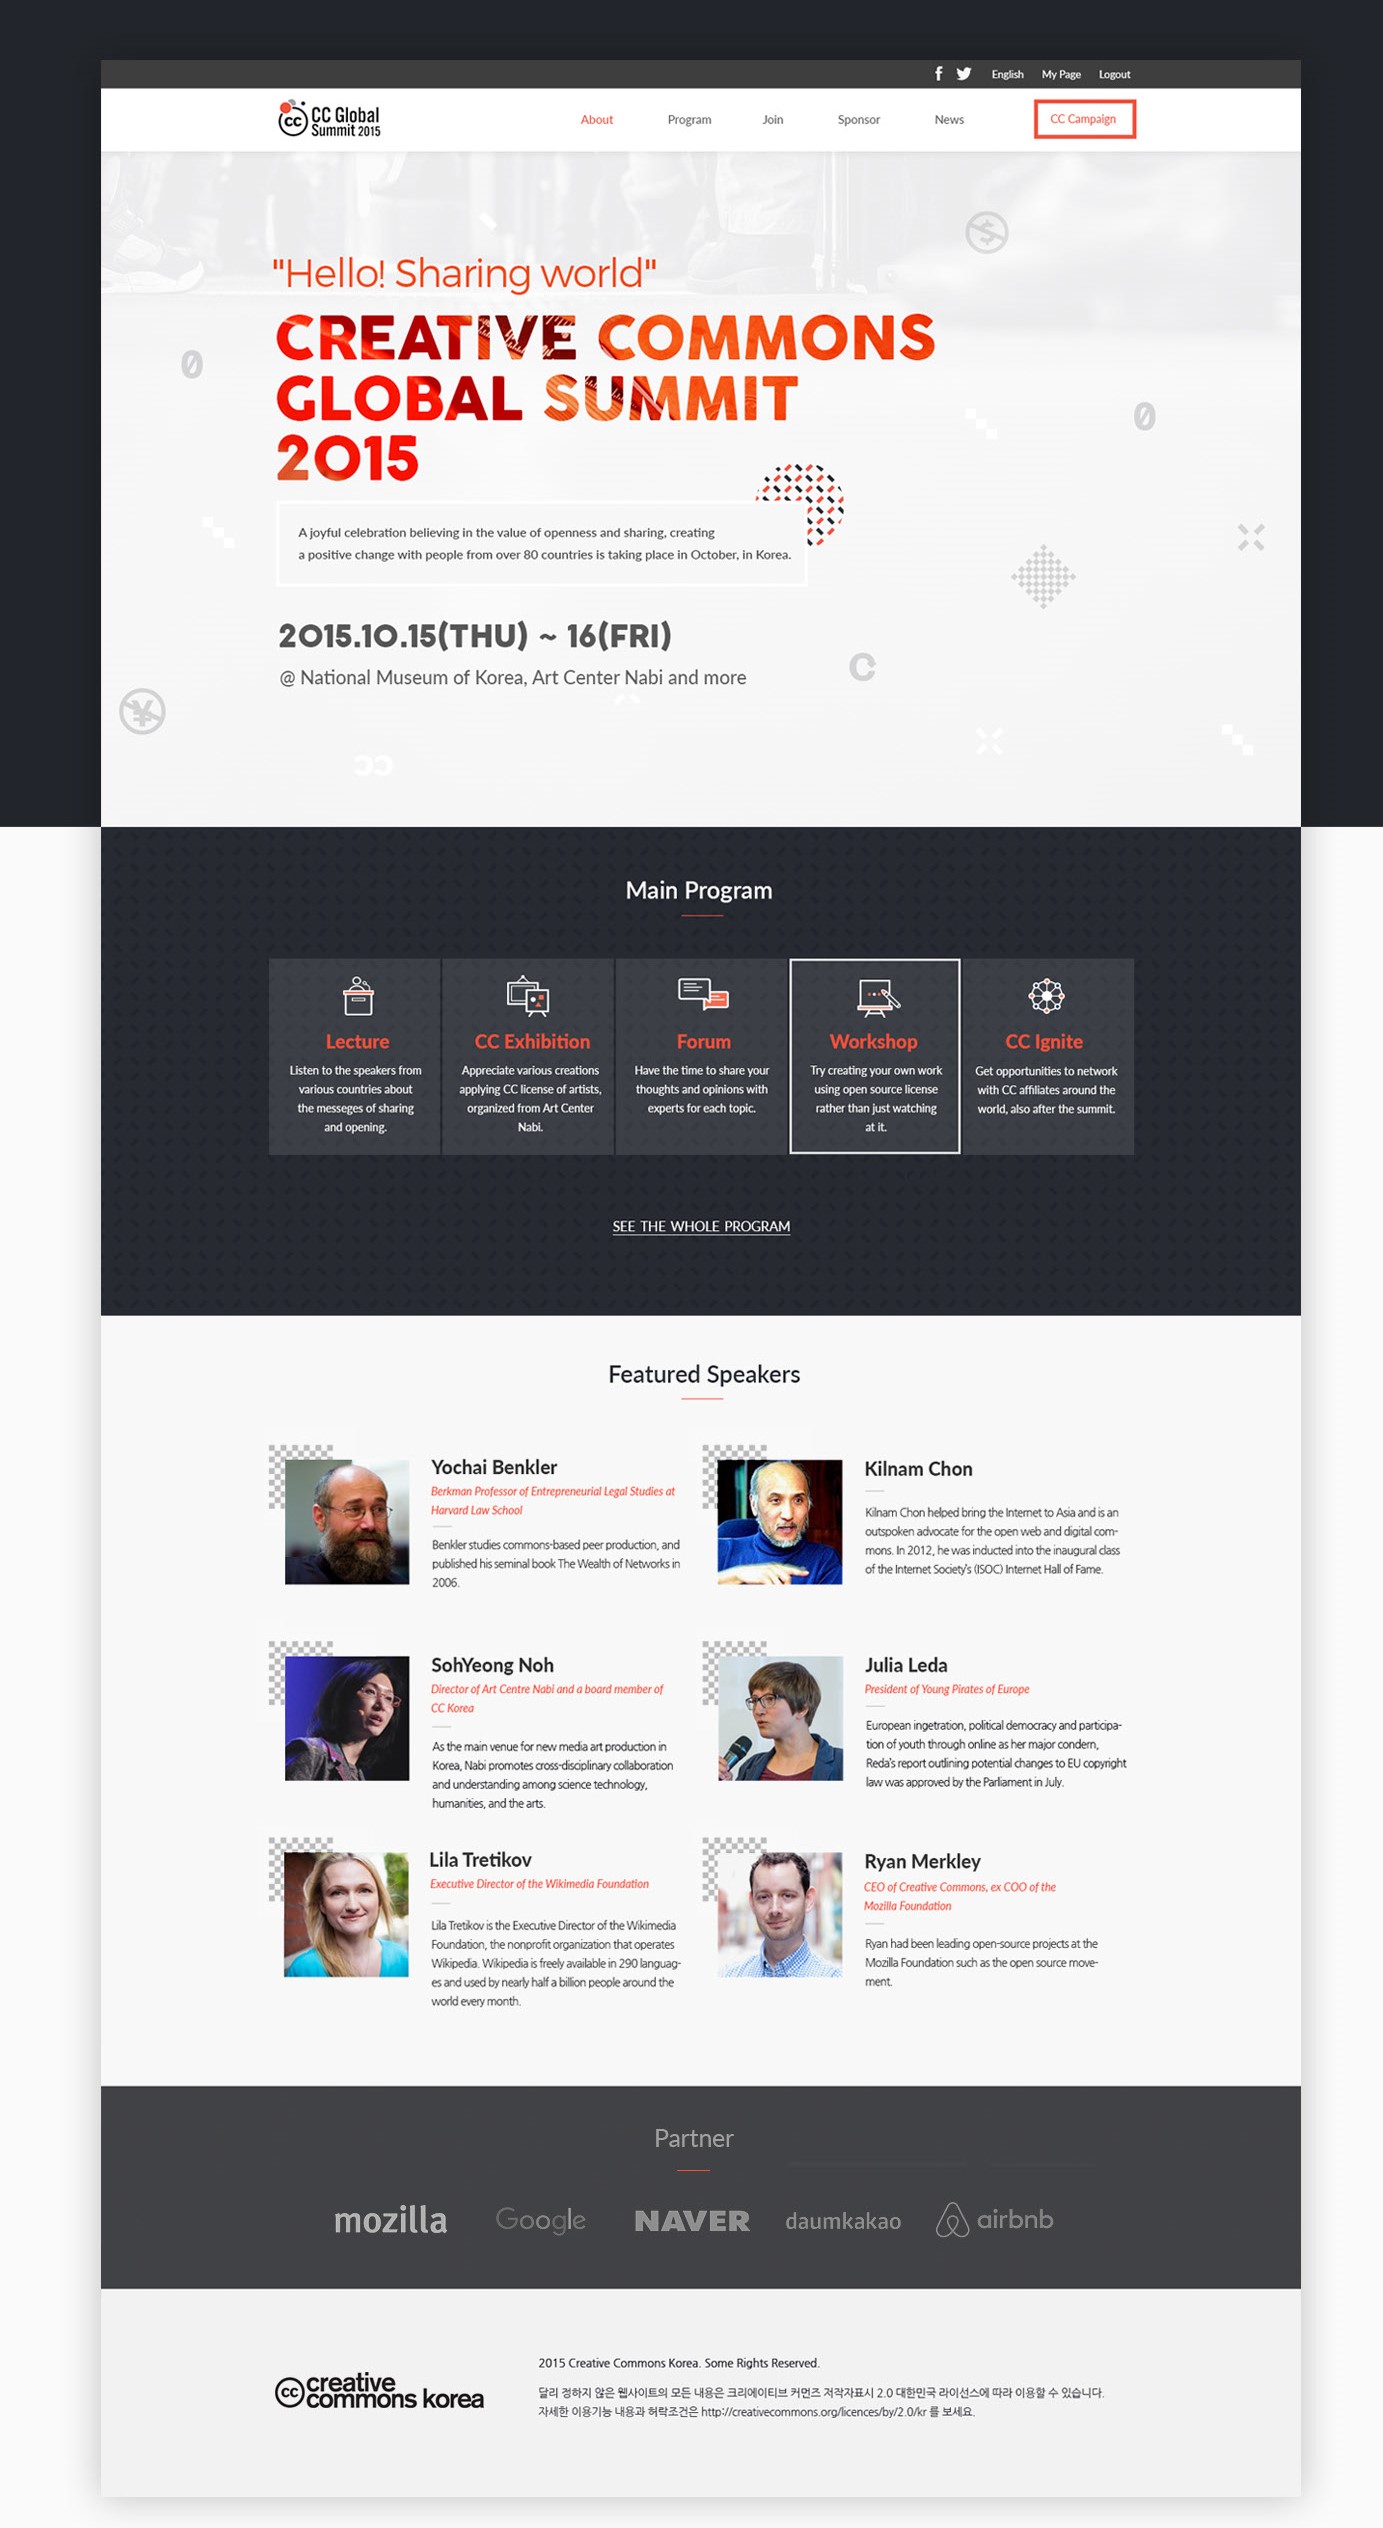 English My Page Logout
CC Global
Summit 2015
About Program Join Sponsor News CC Campaign
"Hello! Sharing world"
CREATIVE COMMONS
GLOBAL SUMMIT
2015
A joyful celebration believing in the value of openness and sharing, creating
a positive change with people from over 80 countries is taking place in October, in Korea.
2015.10.15(THU) ~ 16(FRI)
@ National Museum of Korea, Art Center Nabi and more
Main Program
Lecture
Listen to the speakers from
various countries about
the messeges of sharing
and opening.
CC Exhibition
Appreciate various creations
applying CC license of artists,
organized from Art Center
Nabi.
Forum
Have the time to share your
thoughts and opinions with
experts for each topic.
Workshop
Try creating your own work
using open source license
rather than just watching
at it.
CC Ignite
Get opportunities to network
with CC affiliates around the
world, also after the summit.
SEE THE WHOLE PROGRAM
Featured Speakers
Yochai Benkler
Berkman Professor of Entrepreneurial Legal Studies at
Harvard Law School
Benkler studies commons-based peer production, and
published his seminal book The Wealth of Networks in
2006.
Kilnam Chon
Kilnam Chon helped bring the Internet to Asia and is an
outspoken advocate for the open web and digital com-
mons. In 2012, he was inducted into the inaugural class
of the Internet Society's (ISOC) Internet Hall of Fame.
SohYeong Noh
Director of Art Centre Nabi and a board member of
CC Korea
As the main venue for new media art production in
Korea, Nabi promotes cross-disciplinary collaboration
and understanding among science technology,
humanities, and the arts.
Julia Leda
President of Young Pirates of Europe
European ingetration, political democracy and participa-
tion of youth through online as her major condern,
Reda's report outlining potential changes to EU copyright
law was approved by the Parliament in July.
Lila Tretikov
Executive Director of the Wikimedia Foundation
Lila Tretikov is the Executive Director of the Wikimedia
Foundation, the nonprofit organization that operates
Wikipedia. Wikipedia is freely available in 290 languag-
es and used by nearly half a billion people around the
world every month.
Ryan Merkley
CEO of Creative Commons, ex COO of the
Mozilla Foundation
Ryan had been leading open-source projects at the
Mozilla Foundation such as the open source move-
ment.
Partner
mozilla Google NAVER daumkakao airbnb
cc creative
commons korea
2015 Creative Commons Korea. Some Rights Reserved.
달리 정하지 않은 웹사이트의 모든 내용은 크리에이티브 커먼즈 저작자표시 2.0 대한민국 라이선스에 따라 이용할 수 있습니다.
자세한 이용기능 내용과 허락조건은 http://creativecommons.org/licences/by/2.0/kr 를 보세요.